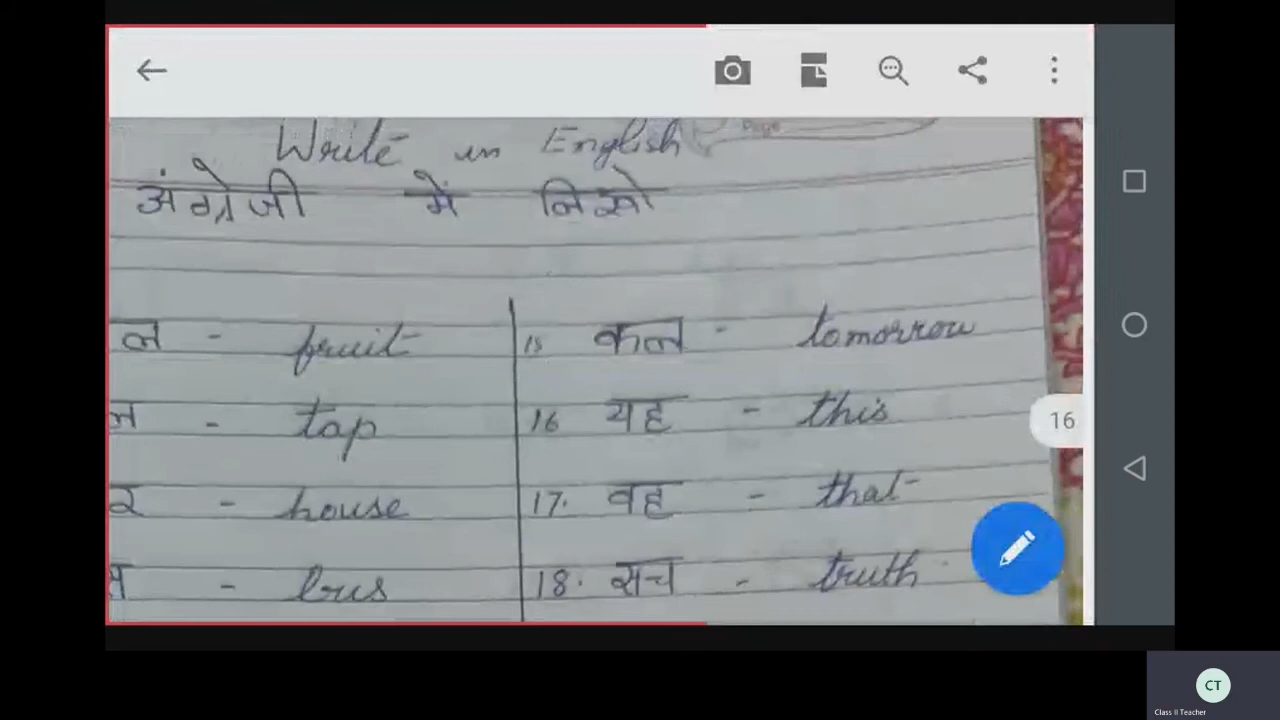 Page
Write in English
अंग्रेजी में लिखो
ल - fruit
15 कल - tomorrow
ल - tap
16 यह - this
16
र - house
17. वह - that
स - bus
18. सच - truth
CT
Class II Teacher